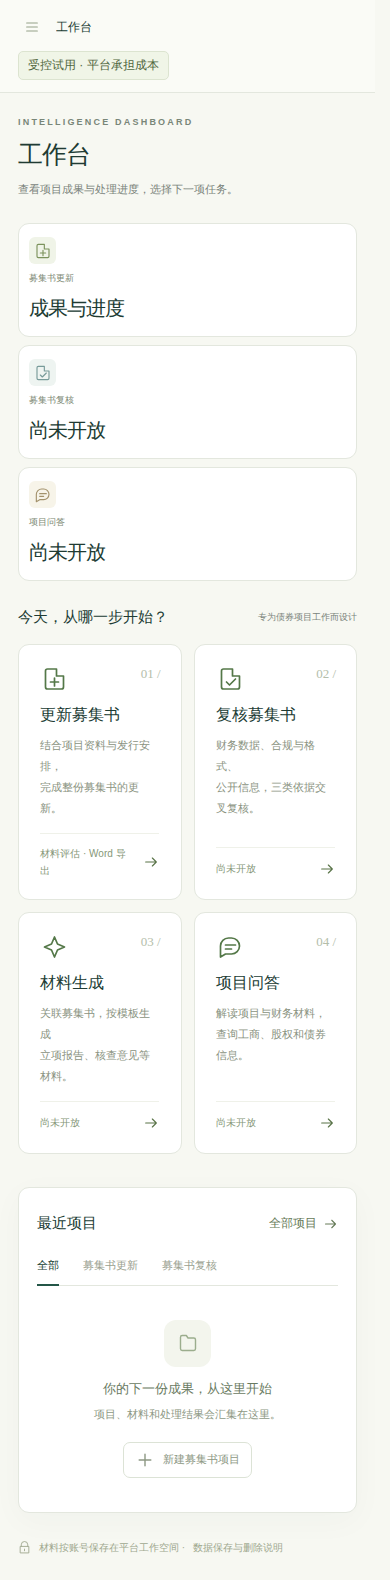 工作台
受控试用 · 平台承担成本
INTELLIGENCE DASHBOARD
工作台
查看项目成果与处理进度，选择下一项任务。
募集书更新
成果与进度
募集书复核
尚未开放
项目问答
尚未开放
今天，从哪一步开始？
专为债券项目工作而设计
01 /
更新募集书
结合项目资料与发行安
排，
完成整份募集书的更
新。
材料评估 · Word 导
出
02 /
复核募集书
财务数据、合规与格
式、
公开信息，三类依据交
叉复核。
尚未开放
03 /
材料生成
关联募集书，按模板生
成
立项报告、核查意见等
材料。
尚未开放
04 /
项目问答
解读项目与财务材料，
查询工商、股权和债券
信息。
尚未开放
最近项目
全部项目
全部
募集书更新
募集书复核
你的下一份成果，从这里开始
项目、材料和处理结果会汇集在这里。
新建募集书项目
材料按账号保存在平台工作空间 · 数据保存与删除说明